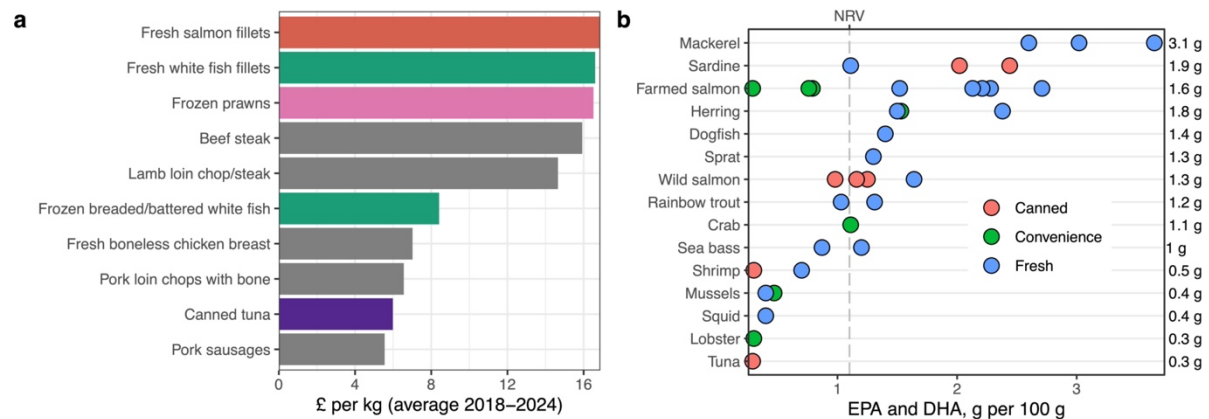 a
Fresh salmon fillets
Fresh white fish fillets
Frozen prawns
Beef steak
Lamb loin chop/steak
Frozen breaded/battered white fish
Fresh boneless chicken breast
Pork loin chops with bone
Canned tuna
Pork sausages
0 4 8 12 16
£ per kg (average 2018–2024)
b
NRV
Mackerel 3.1 g
Sardine 1.9 g
Farmed salmon 1.6 g
Herring 1.8 g
Dogfish 1.4 g
Sprat 1.3 g
Wild salmon 1.3 g
Rainbow trout 1.2 g
Crab 1.1 g
Sea bass 1 g
Shrimp 0.5 g
Mussels 0.4 g
Squid 0.4 g
Lobster 0.3 g
Tuna 0.3 g
Canned
Convenience
Fresh
1 2 3
EPA and DHA, g per 100 g